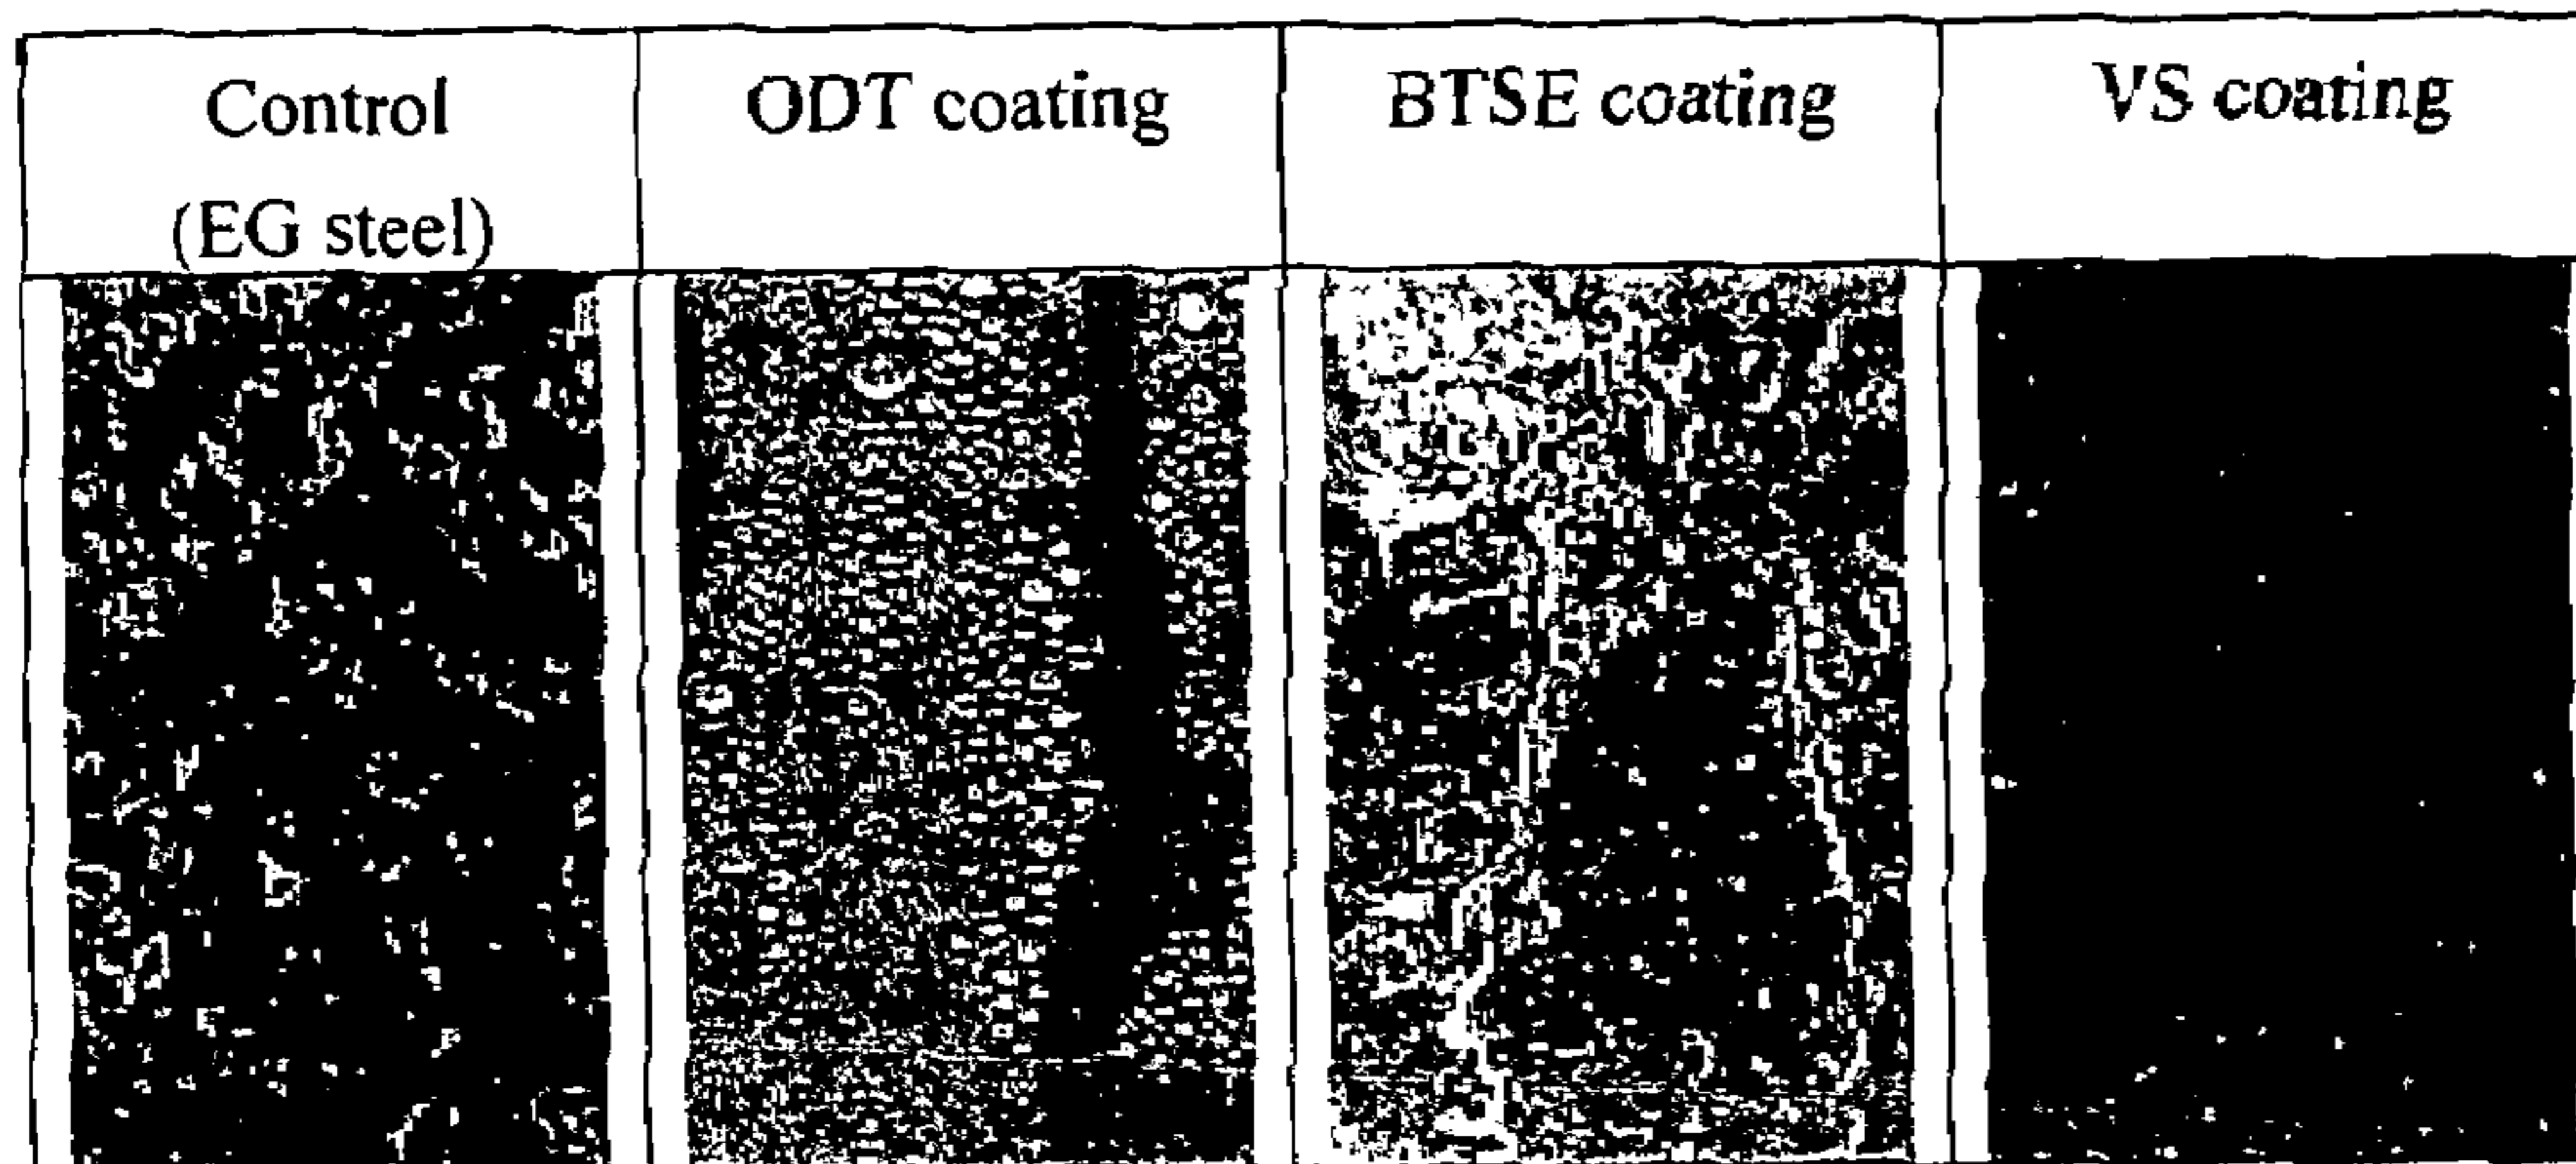 Control
(EG steel)
ODT coating
BTSE coating
VS coating